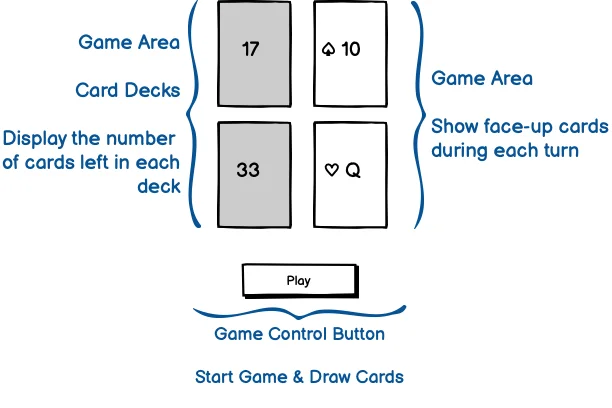 Game Area
Card Decks
Display the number
of cards left in each
deck
17
♤ 10
33
♡ Q
Game Area
Show face-up cards
during each turn
Play
Game Control Button
Start Game & Draw Cards